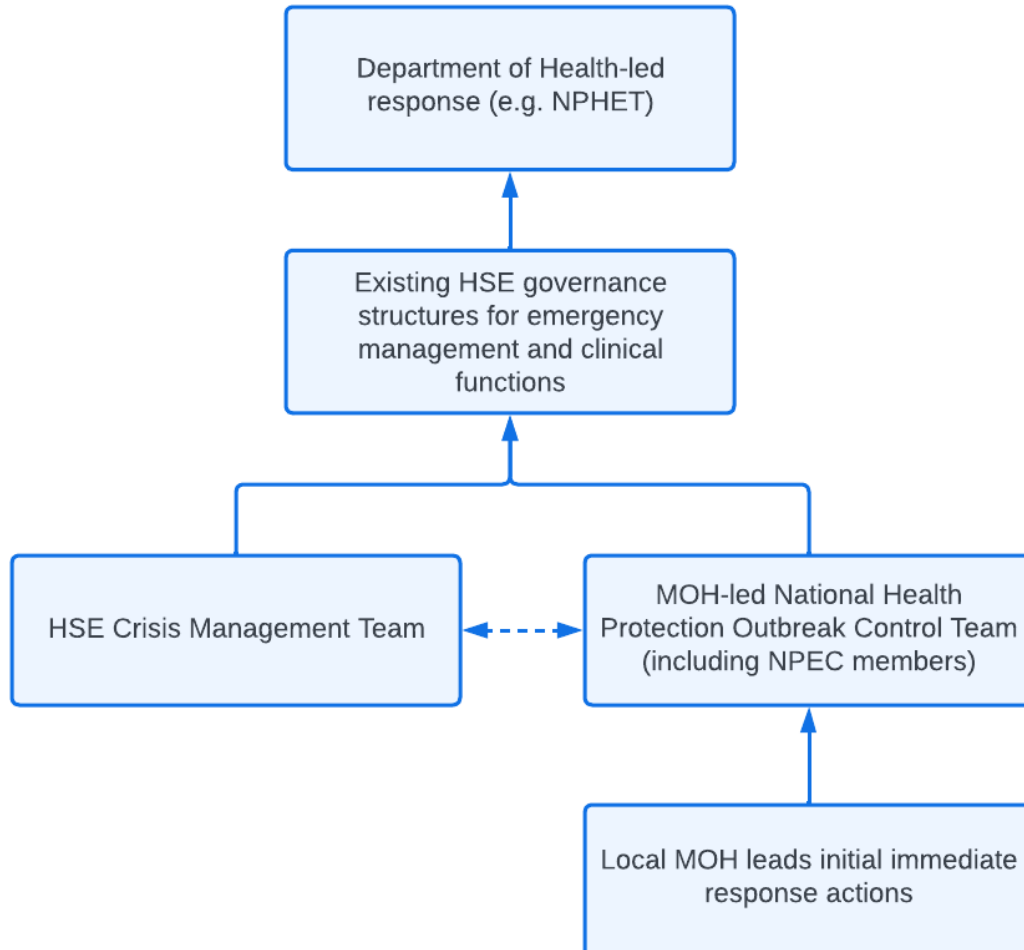 Department of Health-led
response (e.g. NPHET)
Existing HSE governance
structures for emergency
management and clinical
functions
HSE Crisis Management Team
MOH-led National Health
Protection Outbreak Control Team
(including NPEC members)
Local MOH leads initial immediate
response actions